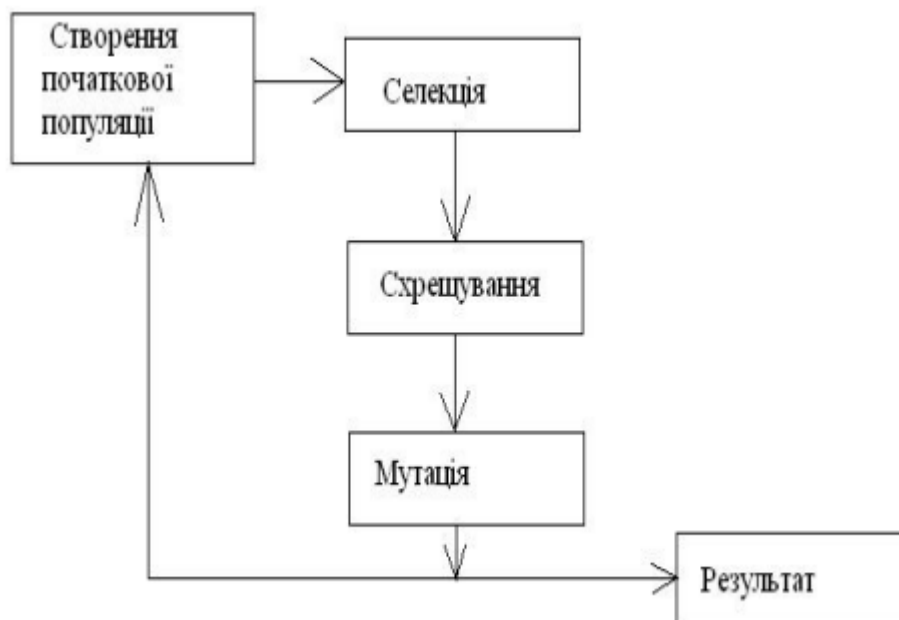 Створення
початкової
популяції
Селекція
Схрещування
Мутація
Результат